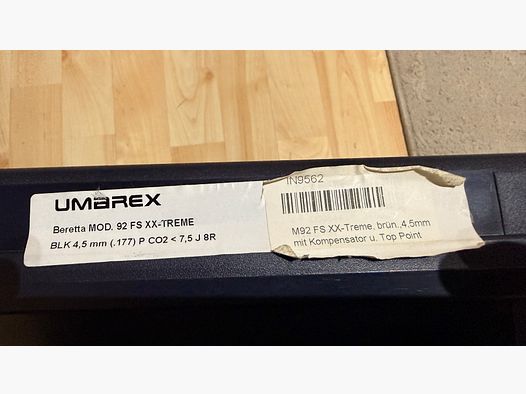 UMAREX
Beretta MOD. 92 FS XX-TREME
BLK 4,5 mm (.177) P CO2 < 7,5 J 8R
IN9562
M92 FS XX-Treme, brün.,4,5mm
mit Kompensator u. Top Point